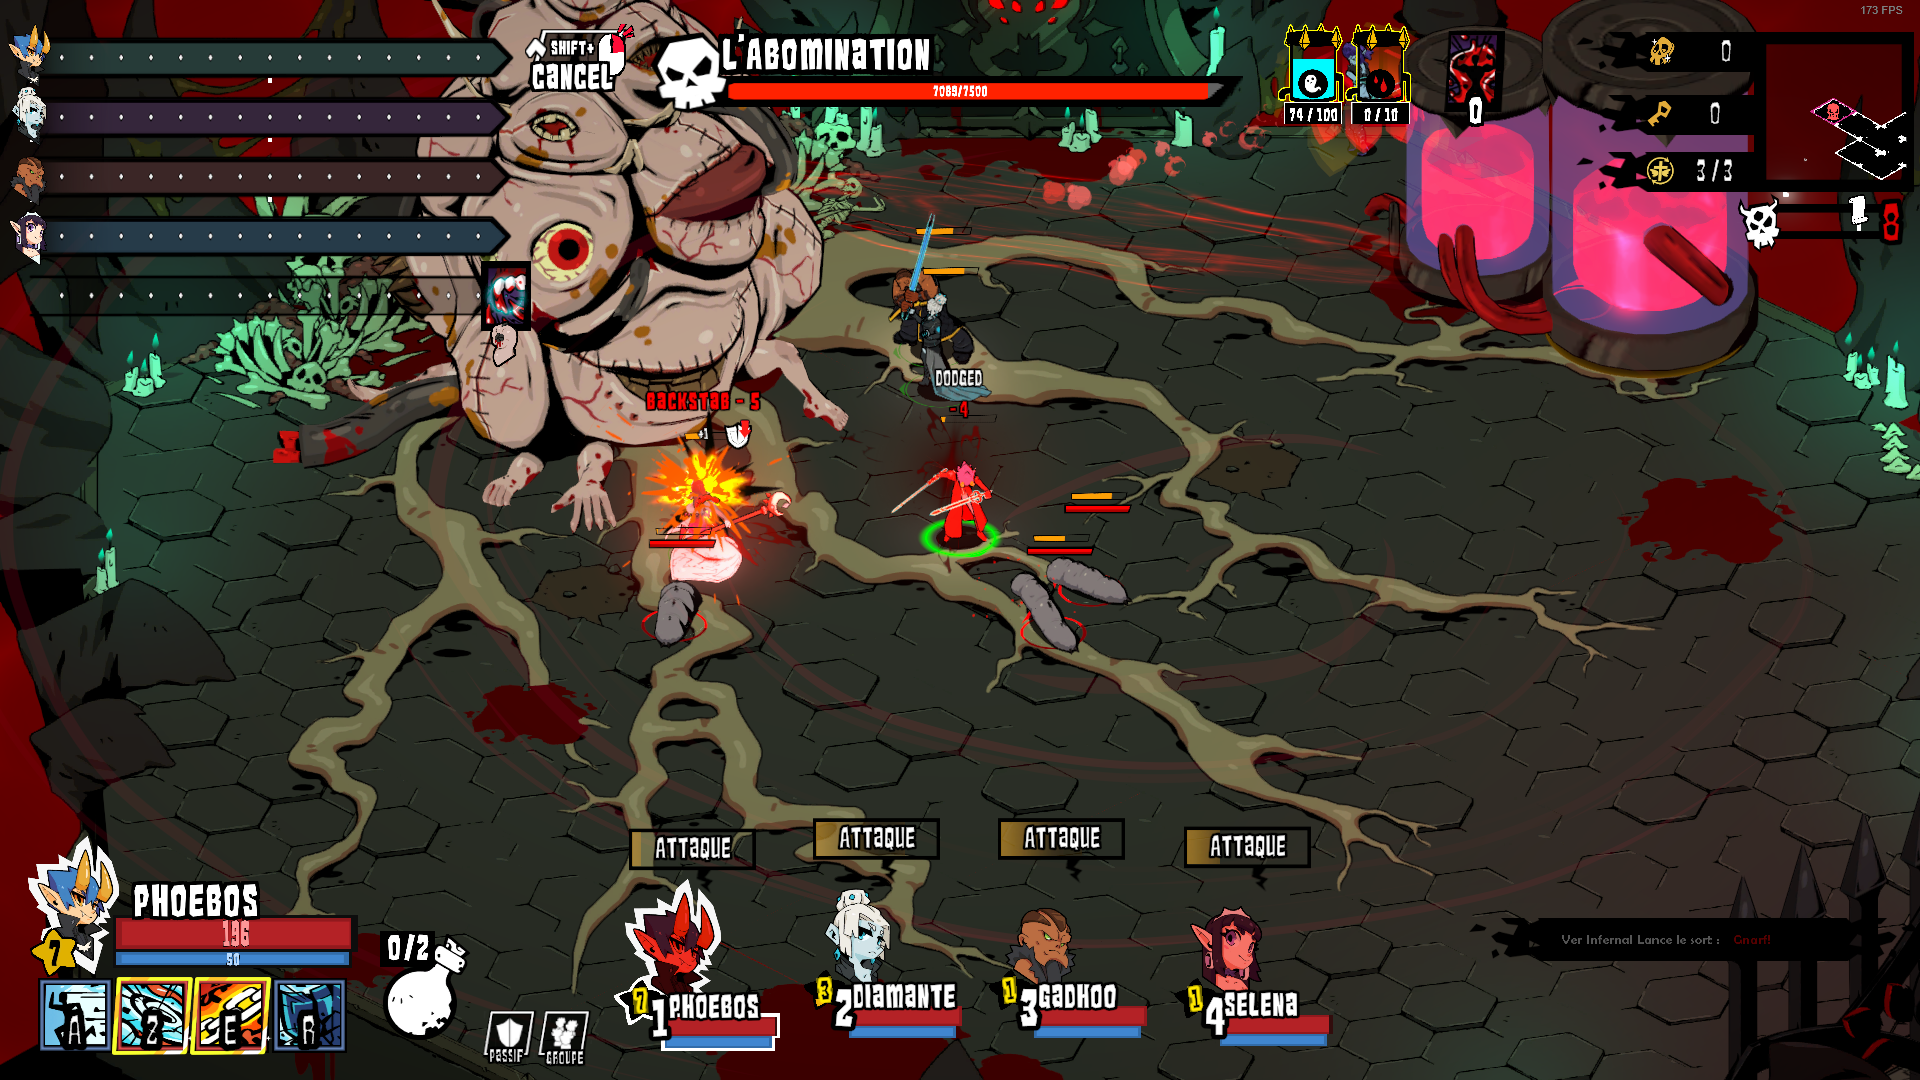 173 FPS
SHIFT+
CANCEL
L'ABOMINATION
7089/7500
74 / 100
0 / 10
0
0
0
3 / 3
DODGED
-4
BACKSTAB - 5
+1
ATTAQUE
ATTAQUE
ATTAQUE
ATTAQUE
PHOEBOS
196
50
7
0/2
A
Z
E
R
PASSIF
GROUPE
7
1 PHOEBOS
3
2 DIAMANTE
1
3 GADHOO
1
4 SELENA
Ver Infernal Lance le sort : Gnarf!